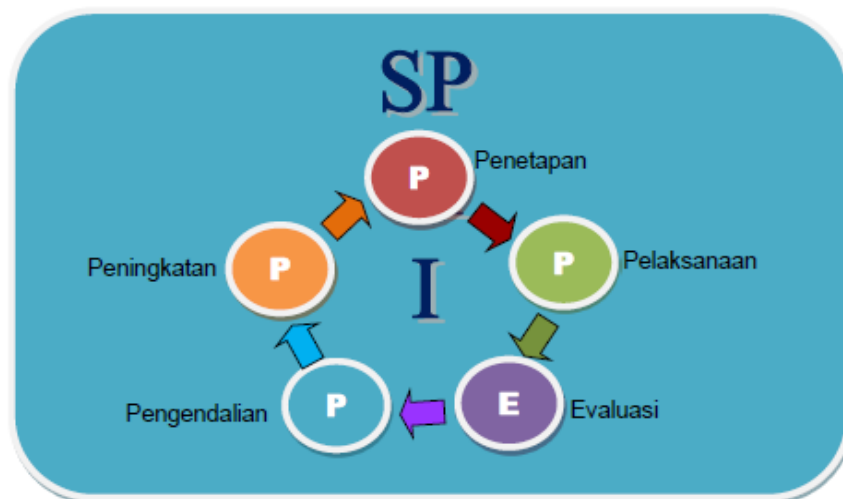 SP
P
Penetapan
Peningkatan
P
I
P
Pelaksanaan
Pengendalian
P
E
Evaluasi